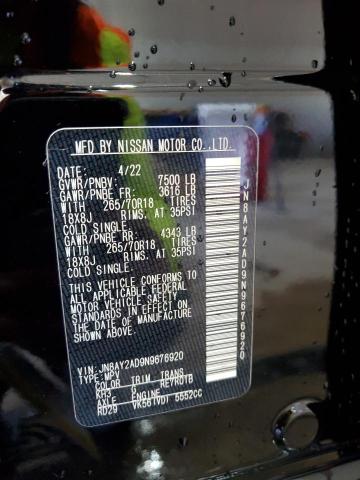 MFD BY NISSAN MOTOR CO.,LTD.
DATE: 4/22
GVWR/PNBV 7500 LB
GAWR/PNBE FR: 3616 LB
WITH 265/70R18 TIRES
18X8J RIMS, AT 35PSI
COLD SINGLE
GAWR/PNBE RR: 4343 LB
WITH 265/70R18 TIRES
18X8J RIMS, AT 35PSI
COLD SINGLE.
THIS VEHICLE CONFORMS TO
ALL APPLICABLE FEDERAL
MOTOR VEHICLE SAFETY
STANDARDS IN EFFECT ON
THE DATE OF MANUFACTURE
SHOWN ABOVE.
VIN: JN8AY2AD9N9676920
TYPE: MPV
COLOR TRIM TRANS
KH3 RE7R01B
AXLE ENGINE
RD29 VK56(VD) 5552CC
JN8AY2AD9N9676920